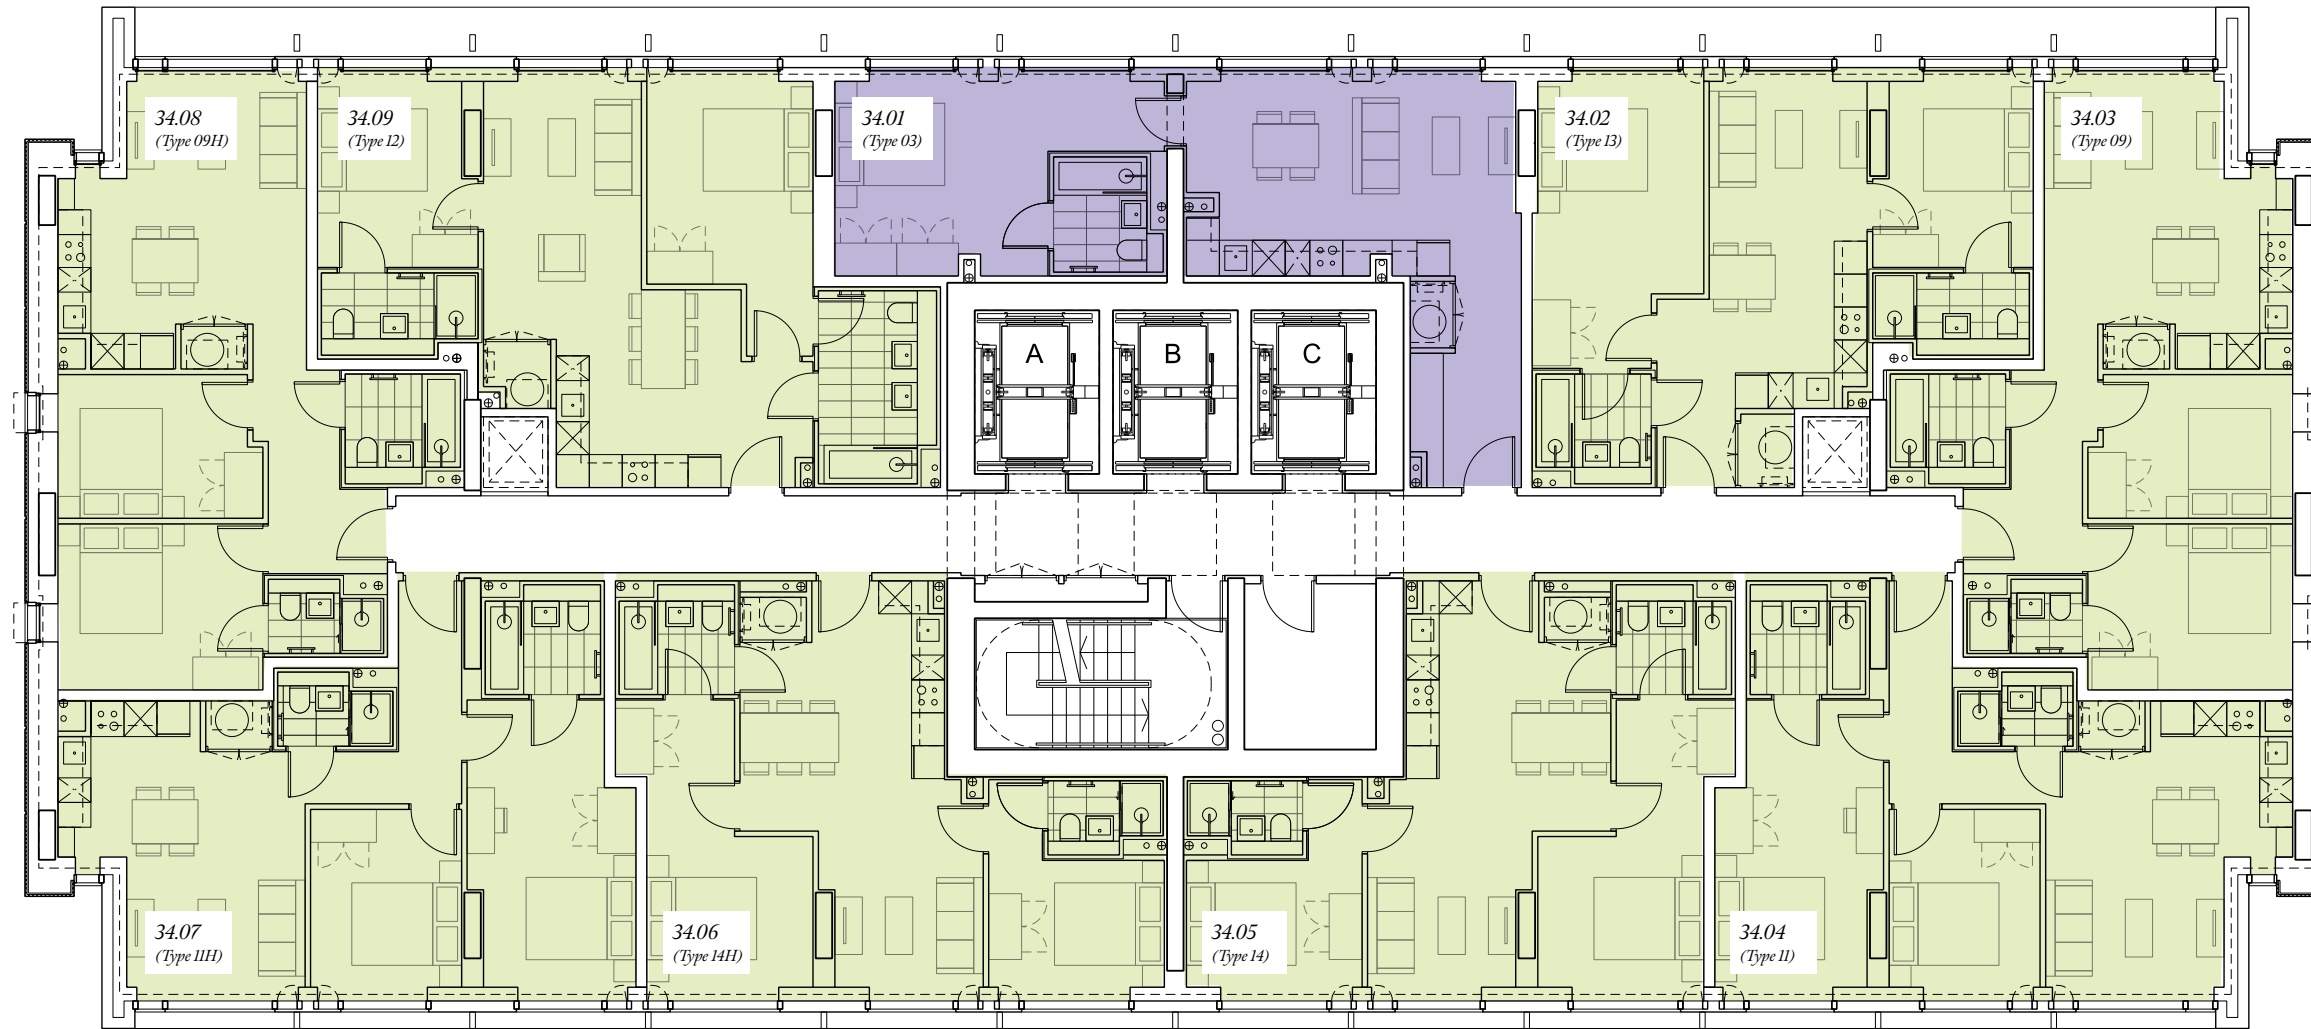 34.08
(Type 09H)
34.09
(Type 12)
34.01
(Type 03)
34.02
(Type 13)
34.03
(Type 09)
A
B
C
34.07
(Type 11H)
34.06
(Type 14H)
34.05
(Type 14)
34.04
(Type 11)